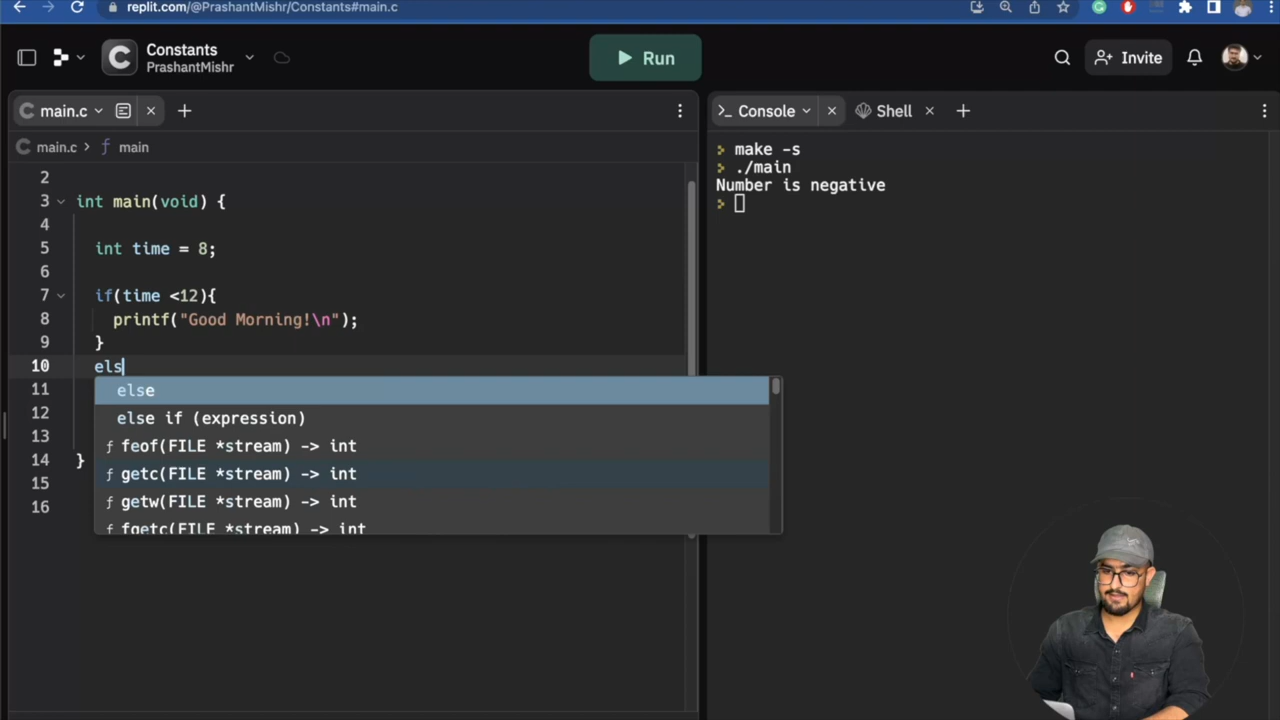 replit.com/@PrashantMishr/Constants#main.c
Constants
PrashantMishr
Run
Invite
main.c
main.c > f main
2
3 int main(void) {
4
5 int time = 8;
6
7 if(time <12){
8 printf("Good Morning!\n");
9 }
10 els
11 else
12 else if (expression)
13 f feof(FILE *stream) -> int
14 } f getc(FILE *stream) -> int
15 f getw(FILE *stream) -> int
16 f fgetc(FILE *stream) -> int
>_ Console
Shell
> make -s
> ./main
Number is negative
>